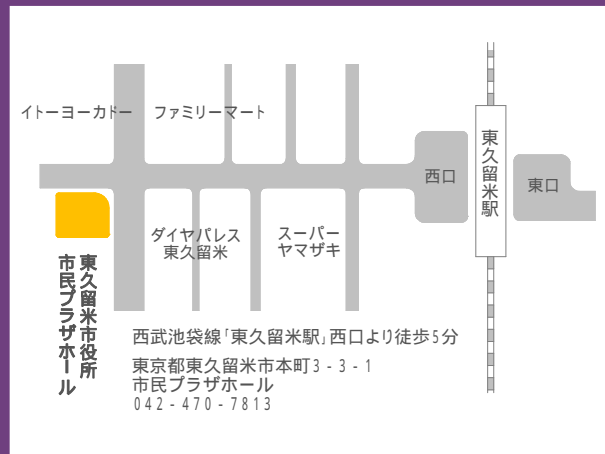 イトーヨーカドー
ファミリーマート
東久留米駅
西口
東口
ダイヤパレス
東久留米
スーパー
ヤマザキ
東久留米市役所
市民プラザホール
西武池袋線「東久留米駅」西口より徒歩5分
東京都東久留米市本町3-3-1
市民プラザホール
042-470-7813